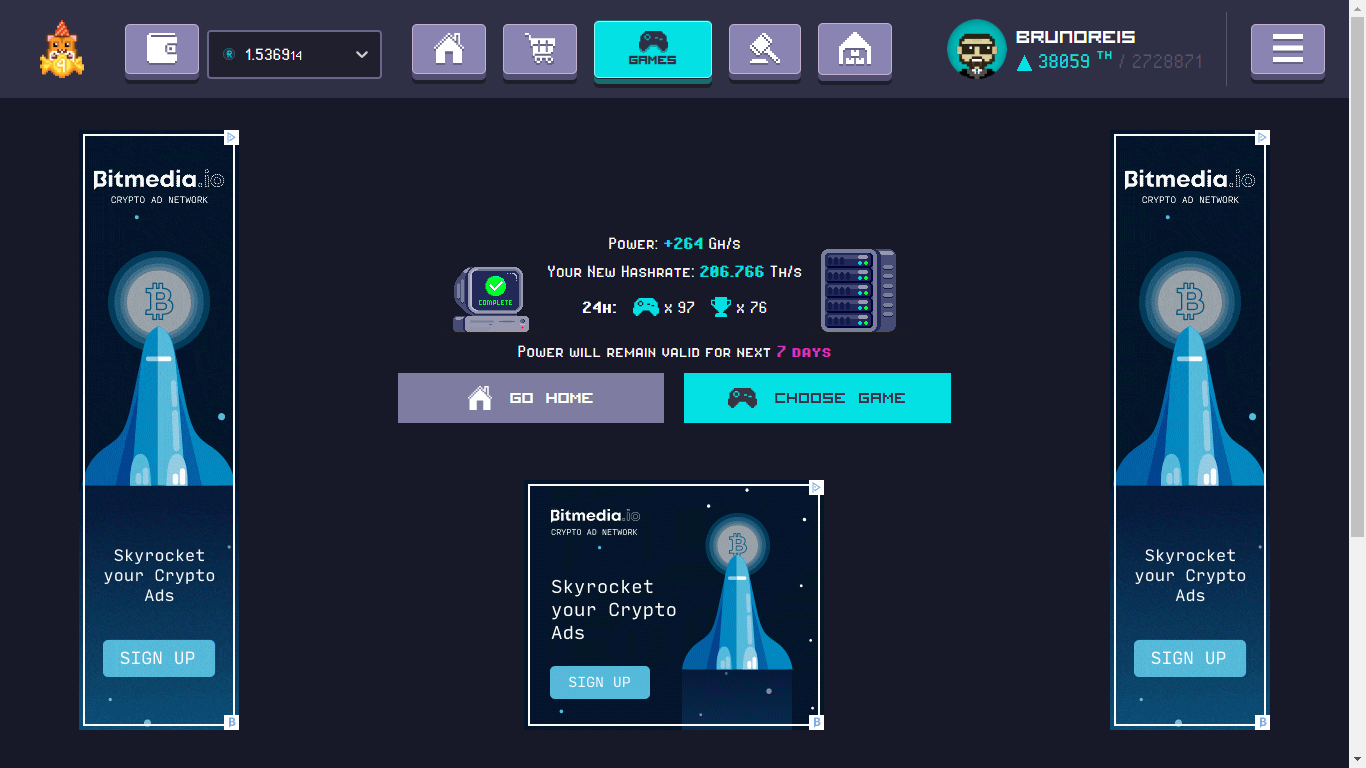 1.536914
GAMES
BRUNOREIS
38059 TH / 2728871
Bitmedia.io
CRYPTO AD NETWORK
Skyrocket
your Crypto
Ads
SIGN UP
B
Power: +264 Gh/s
Your New Hashrate: 206.766 Th/s
COMPLETE
24h: x 97 x 76
Power will remain valid for next 7 days
GO HOME
CHOOSE GAME
Bitmedia.io
CRYPTO AD NETWORK
Skyrocket
your Crypto
Ads
SIGN UP
B
Bitmedia.io
CRYPTO AD NETWORK
Skyrocket
your Crypto
Ads
SIGN UP
B